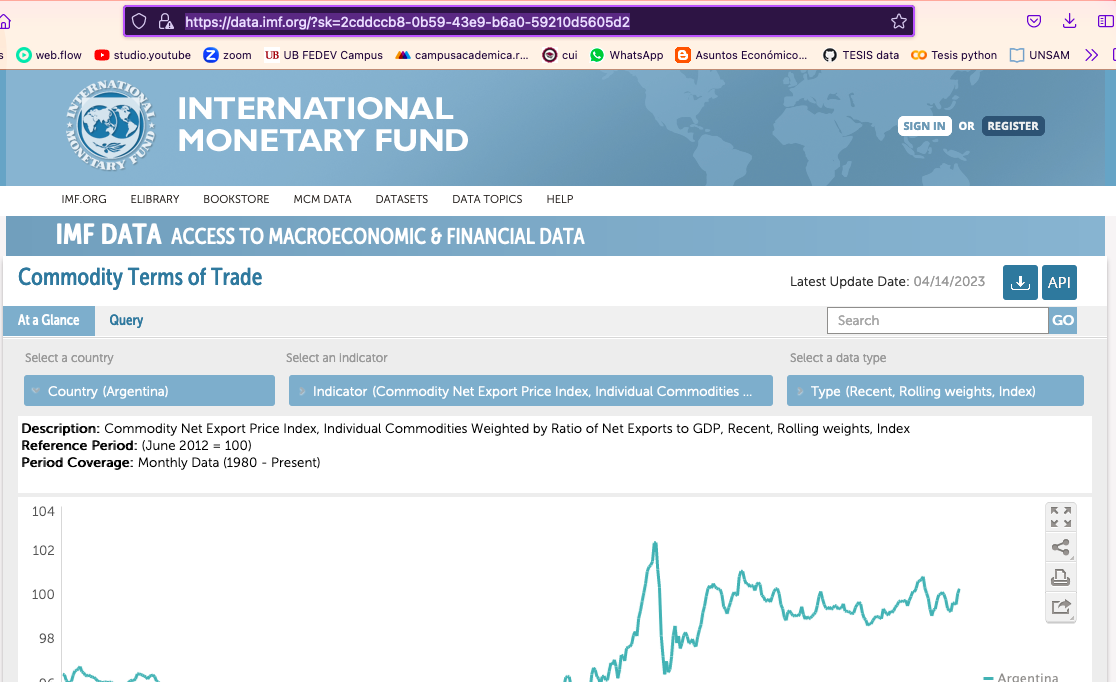 https://data.imf.org/?sk=2cddccb8-0b59-43e9-b6a0-59210d5605d2
s web.flow studio.youtube zoom UB UB FEDEV Campus campusacademica.r... cui WhatsApp Asuntos Económico... TESIS data Tesis python UNSAM
INTERNATIONAL MONETARY FUND
INTERNATIONAL
MONETARY FUND
SIGN IN OR REGISTER
IMF.ORG ELIBRARY BOOKSTORE MCM DATA DATASETS DATA TOPICS HELP
IMF DATA ACCESS TO MACROECONOMIC & FINANCIAL DATA
Commodity Terms of Trade
Latest Update Date: 04/14/2023 API
At a Glance Query
Search GO
Select a country Select an indicator Select a data type
Country (Argentina) Indicator (Commodity Net Export Price Index, Individual Commodities ... Type (Recent, Rolling weights, Index)
Description: Commodity Net Export Price Index, Individual Commodities Weighted by Ratio of Net Exports to GDP, Recent, Rolling weights, Index
Reference Period: (June 2012 = 100)
Period Coverage: Monthly Data (1980 - Present)
104
102
100
98
96
Argentina